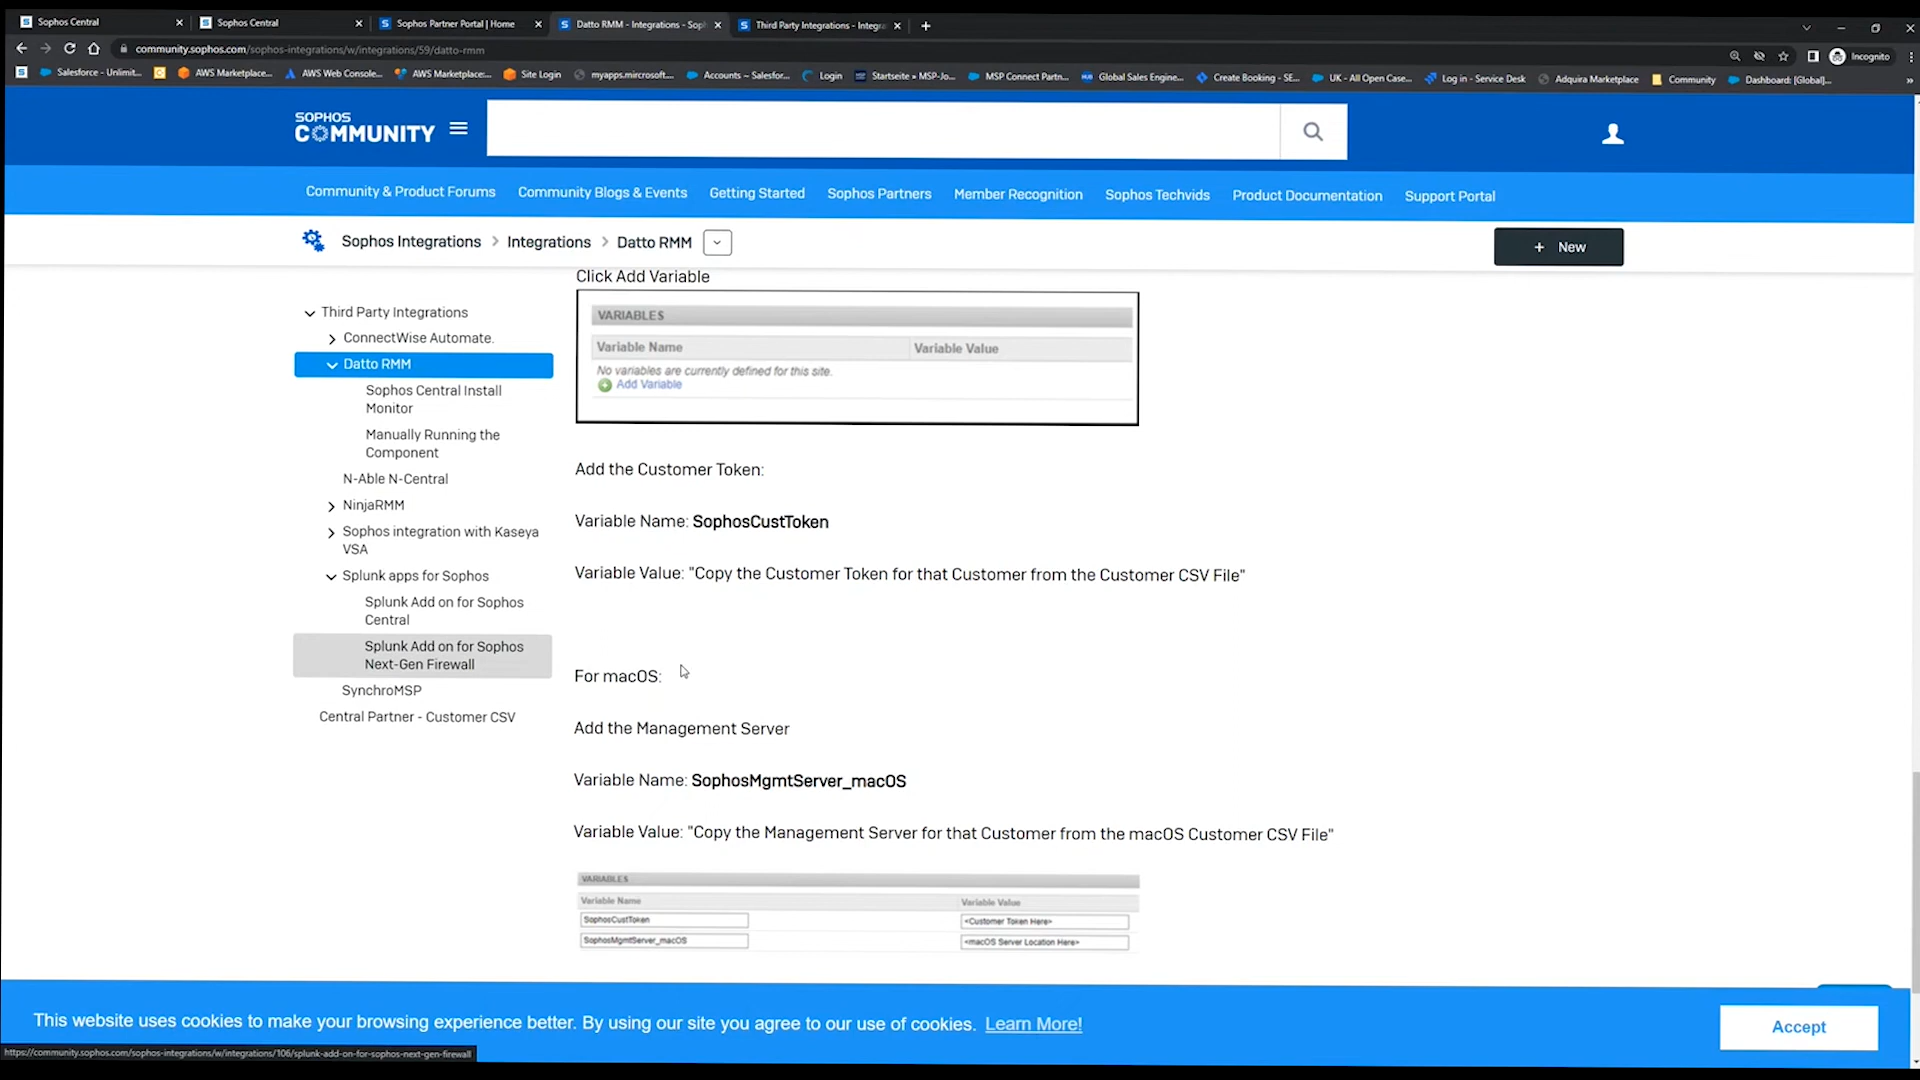 Sophos Central
Sophos Central
Sophos Partner Portal | Home
Datto RMM - Integrations - Sop
Third Party Integrations - Integra
community.sophos.com/sophos-integrations/w/integrations/59/datto-rmm
Incognito
Salesforce - Unlimit...
AWS Marketplace...
AWS Web Console...
AWS Marketplace:...
Site Login
myapps.mircrosoft....
Accounts ~ Salesfor...
Login
Startseite » MSP-Jo...
MSP Connect Partn...
Global Sales Engine...
Create Booking - SE...
UK - All Open Case...
Log in - Service Desk
Adquira Marketplace
Community
Dashboard: [Global]...
SOPHOS
COMMUNITY
Community & Product Forums
Community Blogs & Events
Getting Started
Sophos Partners
Member Recognition
Sophos Techvids
Product Documentation
Support Portal
Sophos Integrations > Integrations > Datto RMM
+ New
Third Party Integrations
ConnectWise Automate.
Datto RMM
Sophos Central Install
Monitor
Manually Running the
Component
N-Able N-Central
NinjaRMM
Sophos integration with Kaseya
VSA
Splunk apps for Sophos
Splunk Add on for Sophos
Central
Splunk Add on for Sophos
Next-Gen Firewall
SynchroMSP
Central Partner - Customer CSV
Click Add Variable
VARIABLES
Variable Name Variable Value
No variables are currently defined for this site.
Add Variable
Add the Customer Token:
Variable Name: SophosCustToken
Variable Value: "Copy the Customer Token for that Customer from the Customer CSV File"
For macOS:
Add the Management Server
Variable Name: SophosMgmtServer_macOS
Variable Value: "Copy the Management Server for that Customer from the macOS Customer CSV File"
VARIABLES
Variable Name Variable Value
SophosCustToken <Customer Token Here>
SophosMgmtServer_macOS <macOS Server Location Here>
This website uses cookies to make your browsing experience better. By using our site you agree to our use of cookies. Learn More!
Accept
https://community.sophos.com/sophos-integrations/w/integrations/106/splunk-add-on-for-sophos-next-gen-firewall